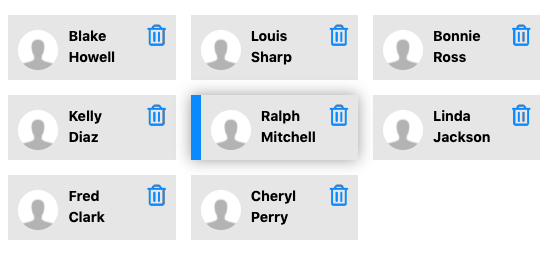 Blake
Howell
Louis
Sharp
Bonnie
Ross
Kelly
Diaz
Ralph
Mitchell
Linda
Jackson
Fred
Clark
Cheryl
Perry